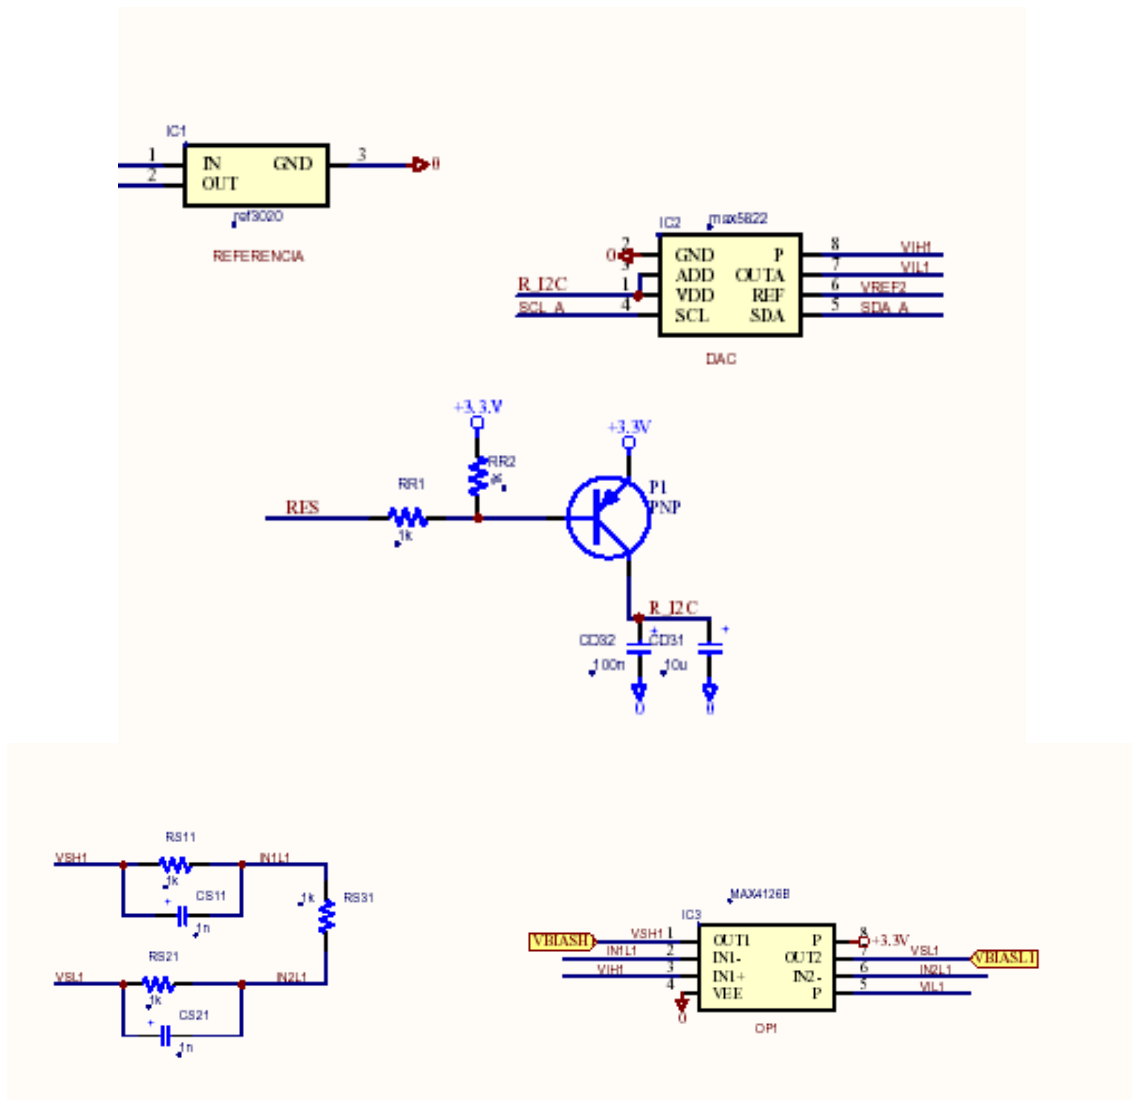 IC1
1 IN GND 3 0
2 OUT
ref3020
REFERENCIA
IC2 max5822
0 2 GND P 8 VIH1
3 ADD OUTA 7 VIL1
R_I2C 1 VDD REF 6 VREF2
SCL_A 4 SCL SDA 5 SDA_A
DAC
+3.3.V
+3.3V
RR2
RR1
P1
PNP
RES
1k
R_I2C
CD32 + CD31 +
100n 10u
0 0
RS11
VSH1 IN1L1
1k
+ CS11
1n
1k RS31
RS21
VSL1 IN2L1
1k
+ CS21
1n
MAX4126B
IC3
VBIASH VSH1 1 OUT1 P 8 +3.3V
IN1L1 2 IN1- OUT2 7 VSL1 VBIASL1
VIH1 3 IN1+ IN2- 6 IN2L1
4 VEE P 5 VIL1
0
OP1